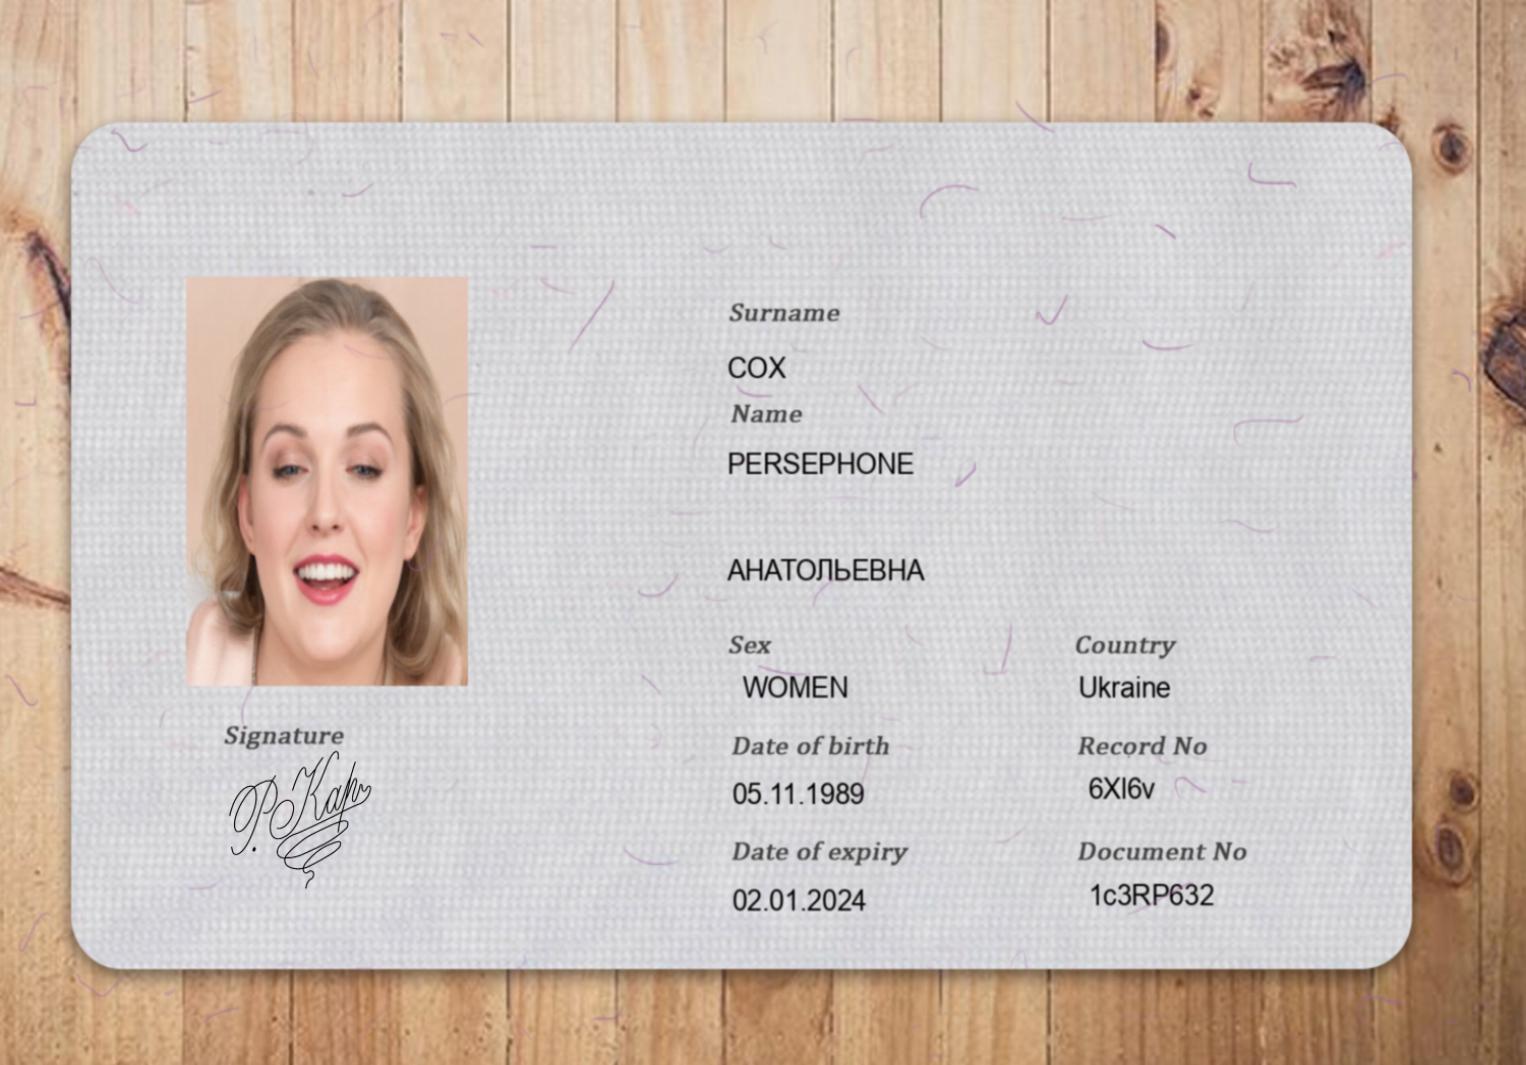 Surname
COX
Name
PERSEPHONE
АНАТОЛЬЕВНА
Sex Country
WOMEN Ukraine
Date of birth Record No
05.11.1989 6XI6v
Date of expiry Document No
02.01.2024 1c3RP632
Signature